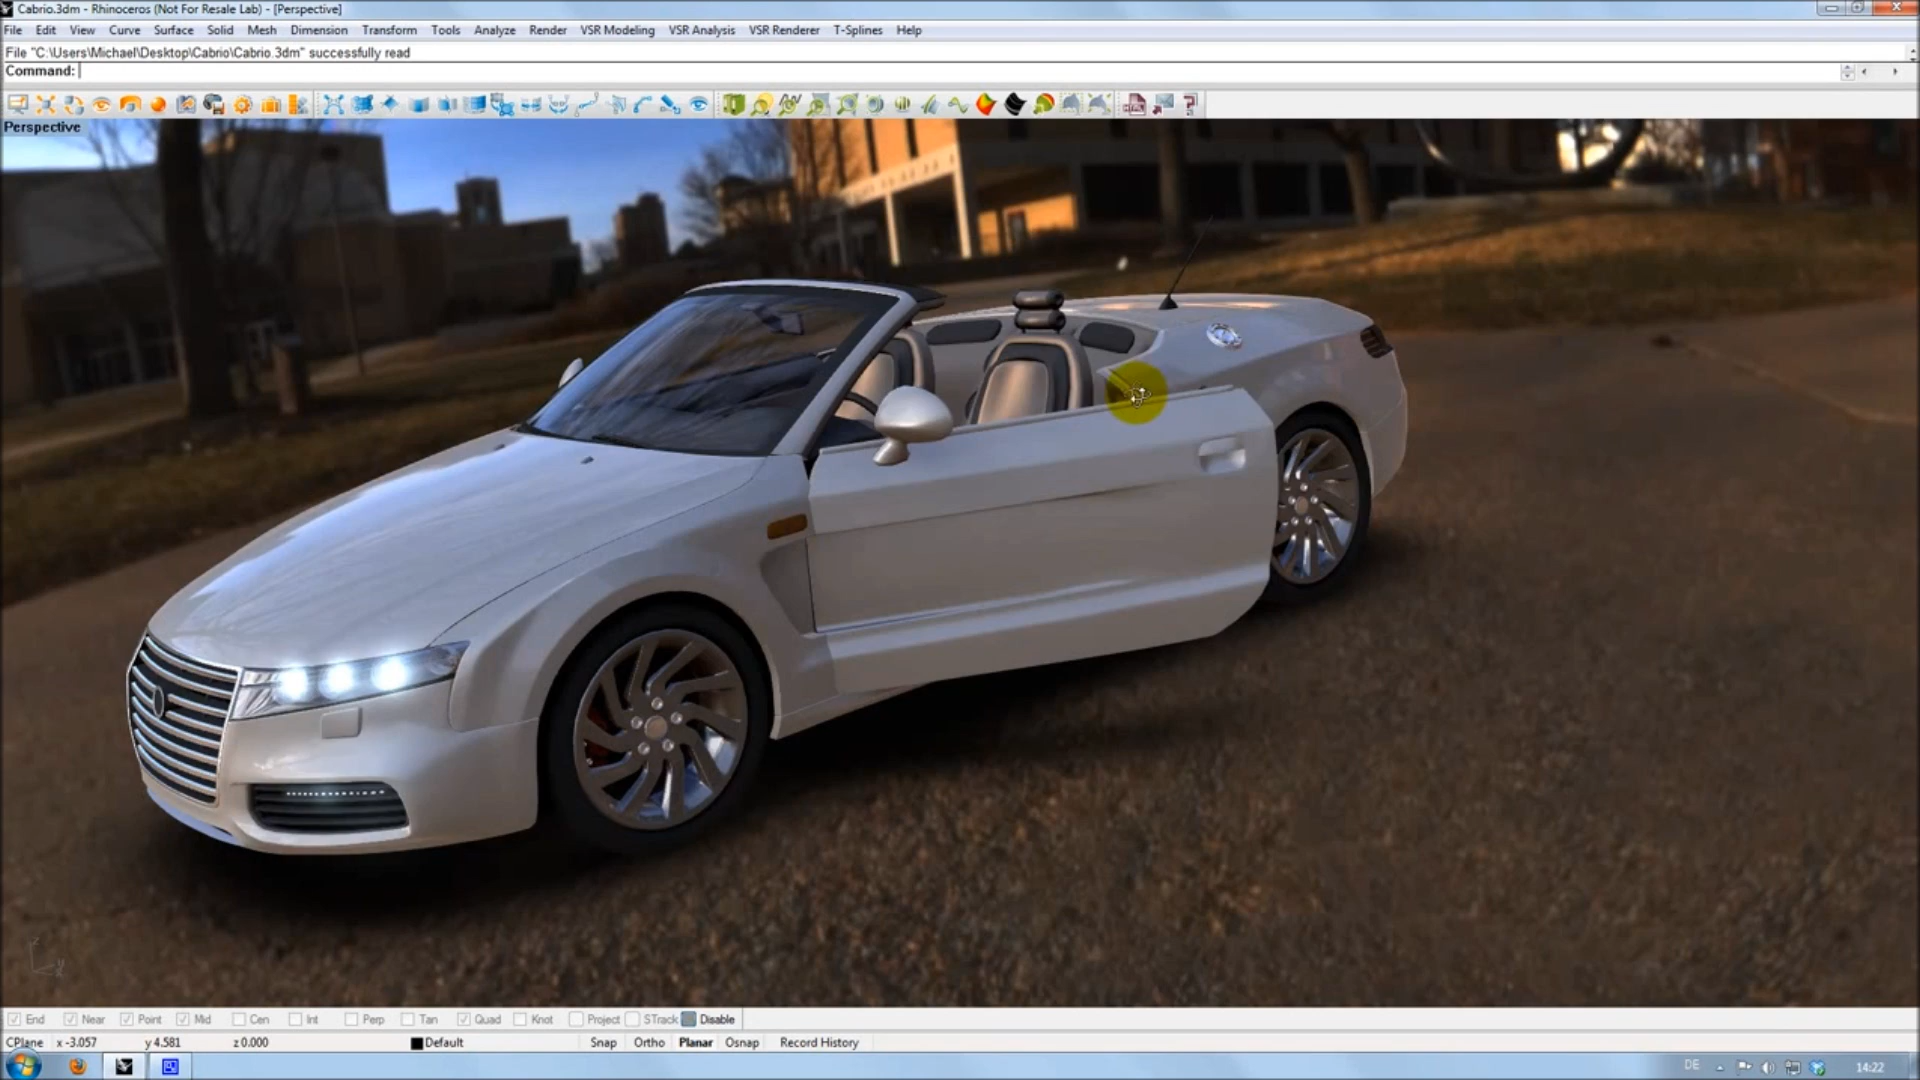 Cabrio.3dm - Rhinoceros (Not For Resale Lab) - [Perspective]
File Edit View Curve Surface Solid Mesh Dimension Transform Tools Analyze Render VSR Modeling VSR Analysis VSR Renderer T-Splines Help
File "C:\Users\Michael\Desktop\Cabrio\Cabrio.3dm" successfully read
Command:
Perspective
End Near Point Mid Cen Int Perp Tan Quad Knot Project STrack Disable
CPlane x -3.057 y 4.581 z 0.000 Default Snap Ortho Planar Osnap Record History
DE 14:22